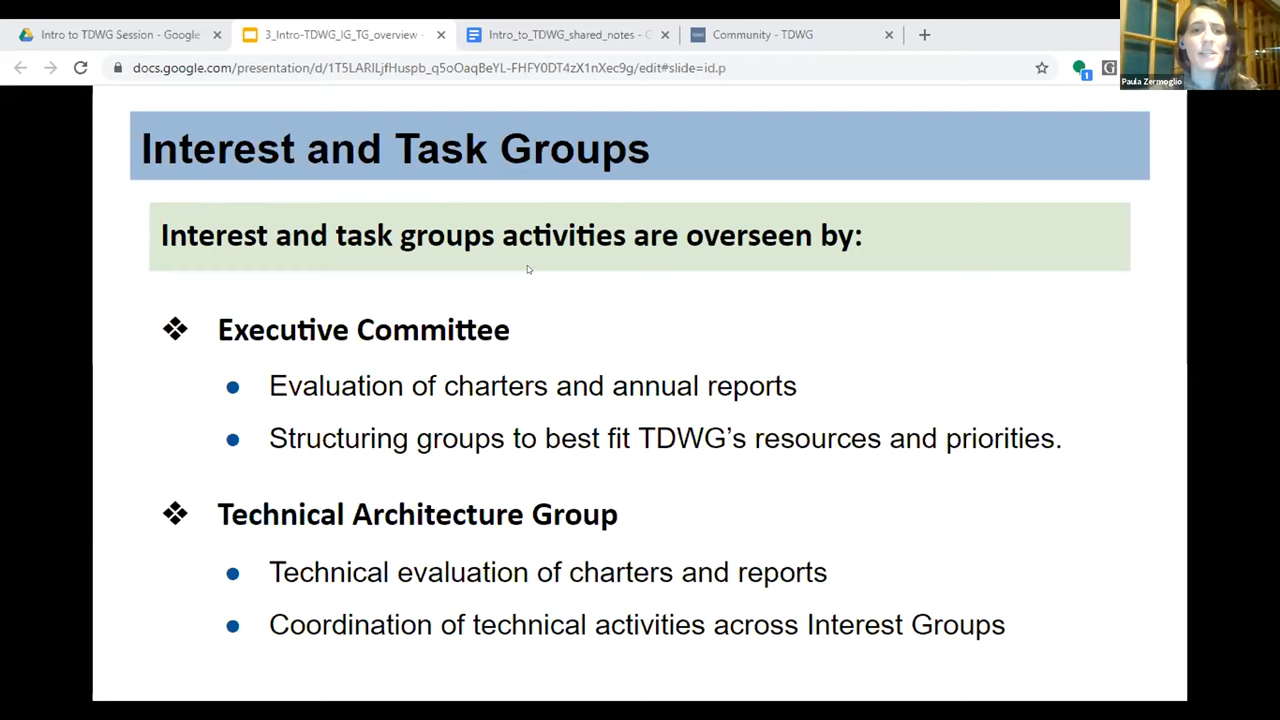 Intro to TDWG Session - Google
3_Intro-TDWG_IG_TG_overview -
Intro_to_TDWG_shared_notes - G
Community - TDWG
docs.google.com/presentation/d/1T5LARlLjfHuspb_q5oOaqBeYL-FHFY0DT4zX1nXec9g/edit#slide=id.p
1
Paula Zermoglio
Interest and Task Groups
Interest and task groups activities are overseen by:
❖ Executive Committee
● Evaluation of charters and annual reports
● Structuring groups to best fit TDWG’s resources and priorities.
❖ Technical Architecture Group
● Technical evaluation of charters and reports
● Coordination of technical activities across Interest Groups